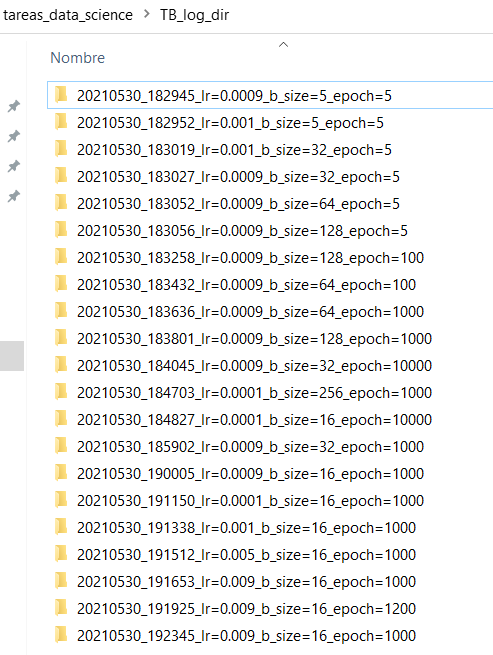 tareas_data_science > TB_log_dir
Nombre
20210530_182945_lr=0.0009_b_size=5_epoch=5
20210530_182952_lr=0.001_b_size=5_epoch=5
20210530_183019_lr=0.001_b_size=32_epoch=5
20210530_183027_lr=0.0009_b_size=32_epoch=5
20210530_183052_lr=0.0009_b_size=64_epoch=5
20210530_183056_lr=0.0009_b_size=128_epoch=5
20210530_183258_lr=0.0009_b_size=128_epoch=100
20210530_183432_lr=0.0009_b_size=64_epoch=100
20210530_183636_lr=0.0009_b_size=64_epoch=1000
20210530_183801_lr=0.0009_b_size=128_epoch=1000
20210530_184045_lr=0.0009_b_size=32_epoch=10000
20210530_184703_lr=0.0001_b_size=256_epoch=1000
20210530_184827_lr=0.0001_b_size=16_epoch=10000
20210530_185902_lr=0.0009_b_size=32_epoch=1000
20210530_190005_lr=0.0009_b_size=16_epoch=1000
20210530_191150_lr=0.0001_b_size=16_epoch=1000
20210530_191338_lr=0.001_b_size=16_epoch=1000
20210530_191512_lr=0.005_b_size=16_epoch=1000
20210530_191653_lr=0.009_b_size=16_epoch=1000
20210530_191925_lr=0.009_b_size=16_epoch=1200
20210530_192345_lr=0.009_b_size=16_epoch=1000